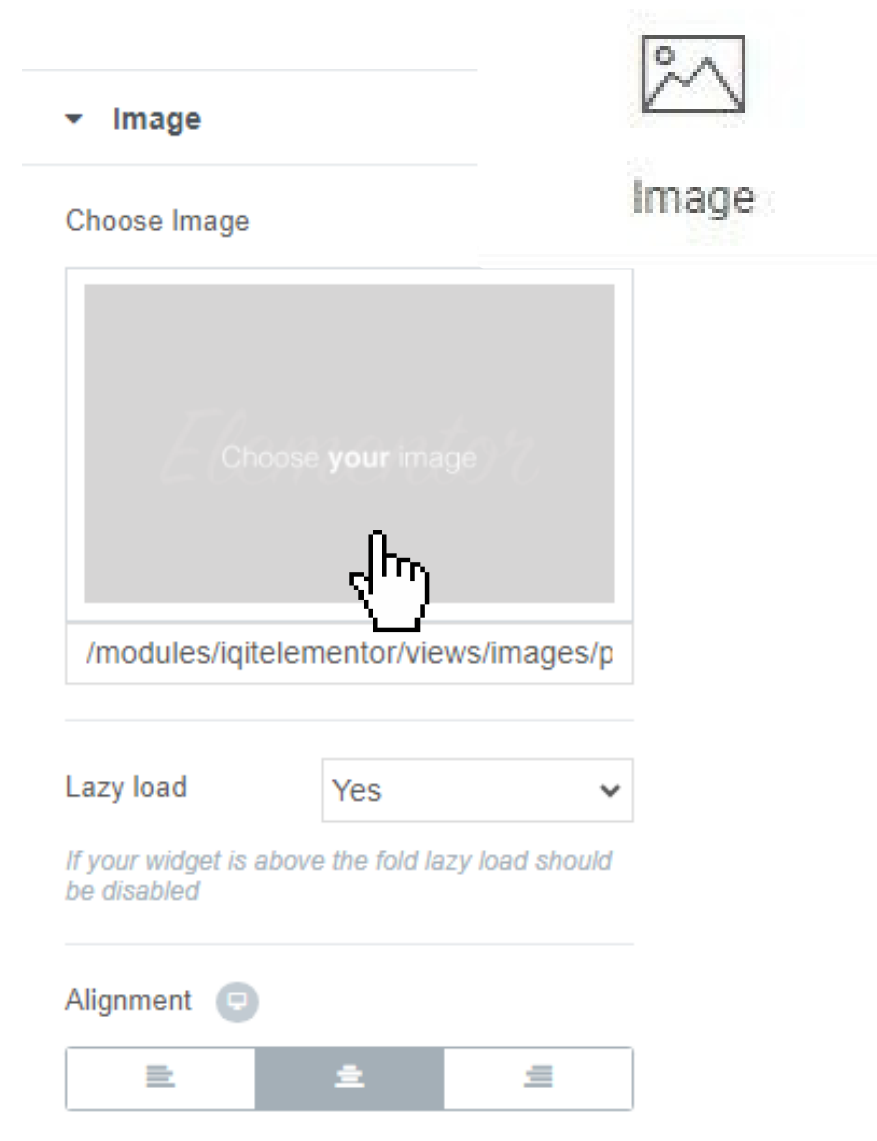 Image
Image
Choose Image
Elementor
Choose your image
/modules/iqitelementor/views/images/p
Lazy load
Yes
If your widget is above the fold lazy load should
be disabled
Alignment